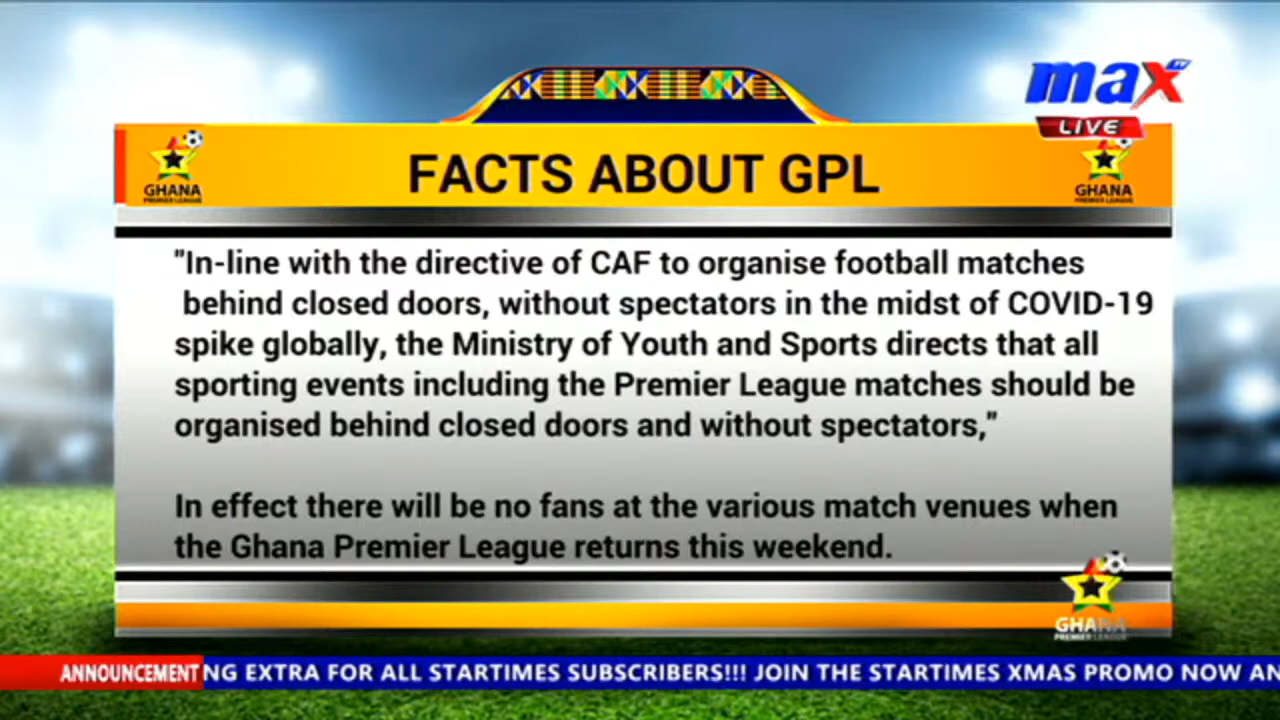 max
TV
LIVE
FACTS ABOUT GPL
GHANA
PREMIER LEAGUE
GHANA
PREMIER LEAGUE
"In-line with the directive of CAF to organise football matches
behind closed doors, without spectators in the midst of COVID-19
spike globally, the Ministry of Youth and Sports directs that all
sporting events including the Premier League matches should be
organised behind closed doors and without spectators,"
In effect there will be no fans at the various match venues when
the Ghana Premier League returns this weekend.
GHANA
PREMIER LEAGUE
ANNOUNCEMENT NG EXTRA FOR ALL STARTIMES SUBSCRIBERS!!! JOIN THE STARTIMES XMAS PROMO NOW AN